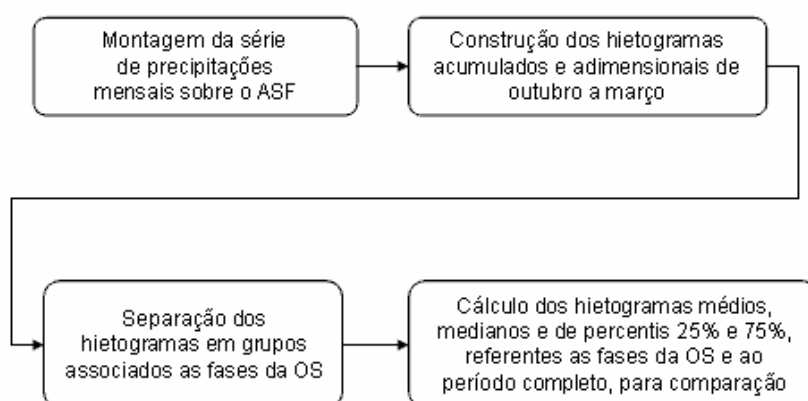 Montagem da série
de precipitações
mensais sobre o ASF
Construção dos hietogramas
acumulados e adimensionais de
outubro a março
Separação dos
hietogramas em grupos
associados as fases da OS
Cálculo dos hietogramas médios,
medianos e de percentis 25% e 75%,
referentes as fases da OS e ao
período completo, para comparação